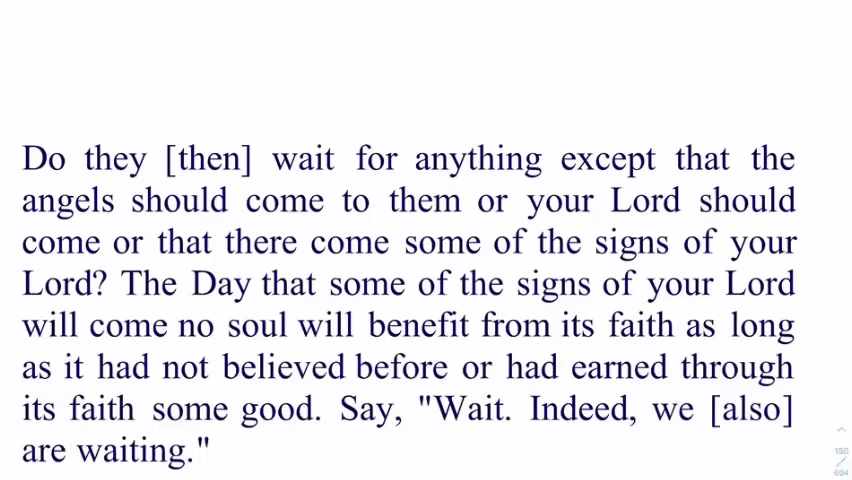 Do they [then] wait for anything except that the
angels should come to them or your Lord should
come or that there come some of the signs of your
Lord? The Day that some of the signs of your Lord
will come no soul will benefit from its faith as long
as it had not believed before or had earned through
its faith some good. Say, "Wait. Indeed, we [also]
are waiting."
150
/
604